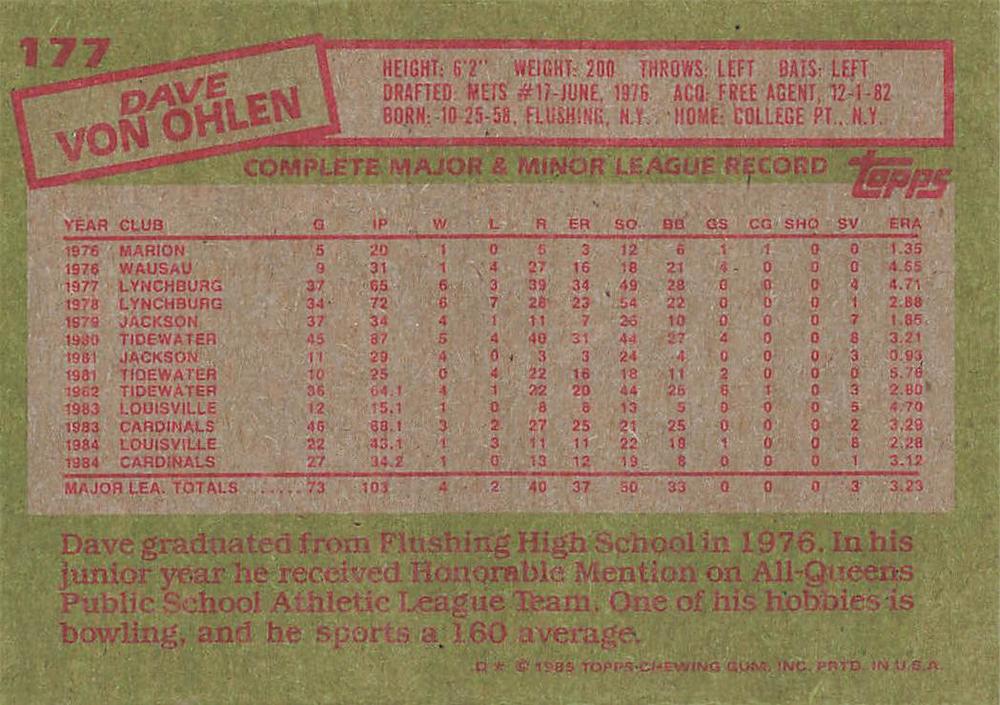 177
DAVE
VON OHLEN
HEIGHT: 6'2" WEIGHT: 200 THROWS: LEFT BATS: LEFT
DRAFTED: METS #17-JUNE, 1976 ACQ: FREE AGENT, 12-1-82
BORN: 10-25-58, FLUSHING, N.Y. HOME: COLLEGE PT., N.Y.
COMPLETE MAJOR & MINOR LEAGUE RECORD
Topps
YEAR CLUB G IP W L R ER SO BB GS CG SHO SV ERA
1976 MARION 5 20 1 0 5 3 12 6 1 1 0 0 1.35
1976 WAUSAU 9 31 1 4 27 16 18 21 4 0 0 0 4.65
1977 LYNCHBURG 37 65 6 3 39 34 49 28 0 0 0 4 4.71
1978 LYNCHBURG 34 72 6 7 28 23 54 22 0 0 0 1 2.88
1979 JACKSON 37 34 4 1 11 7 26 10 0 0 0 7 1.85
1980 TIDEWATER 45 87 5 4 40 31 44 27 4 0 0 8 3.21
1981 JACKSON 11 29 4 0 3 3 24 4 0 0 0 3 0.93
1981 TIDEWATER 10 25 0 4 22 16 18 11 2 0 0 0 5.76
1982 TIDEWATER 36 64.1 4 1 22 20 44 26 6 1 0 3 2.80
1983 LOUISVILLE 12 15.1 1 0 8 8 13 5 0 0 0 5 4.70
1983 CARDINALS 46 68.1 3 2 27 25 21 25 0 0 0 2 3.29
1984 LOUISVILLE 22 43.1 1 3 11 11 22 18 1 0 0 8 2.28
1984 CARDINALS 27 34.2 1 0 13 12 19 8 0 0 0 1 3.12
MAJOR LEA. TOTALS ...... 73 103 4 2 40 37 50 33 0 0 0 3 3.23
Dave graduated from Flushing High School in 1976. In his
junior year he received Honorable Mention on All-Queens
Public School Athletic League Team. One of his hobbies is
bowling, and he sports a 160 average.
D * © 1985 TOPPS CHEWING GUM, INC. PRTD. IN U.S.A.